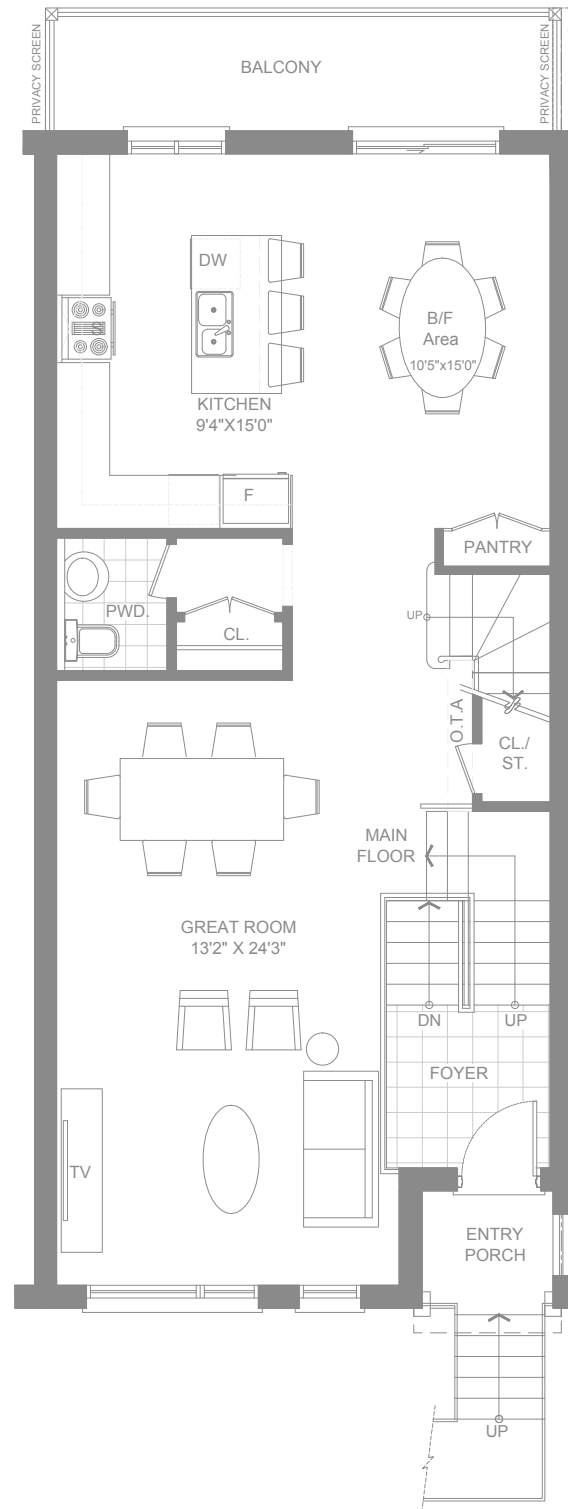 PRIVACY SCREEN
BALCONY
PRIVACY SCREEN
DW
S
B/F
Area
10'5"x15'0"
KITCHEN
9'4"X15'0"
F
PANTRY
PWD.
CL.
UP
O.T.A
CL./
ST.
MAIN
FLOOR
GREAT ROOM
13'2" X 24'3"
DN
UP
FOYER
TV
ENTRY
PORCH
UP